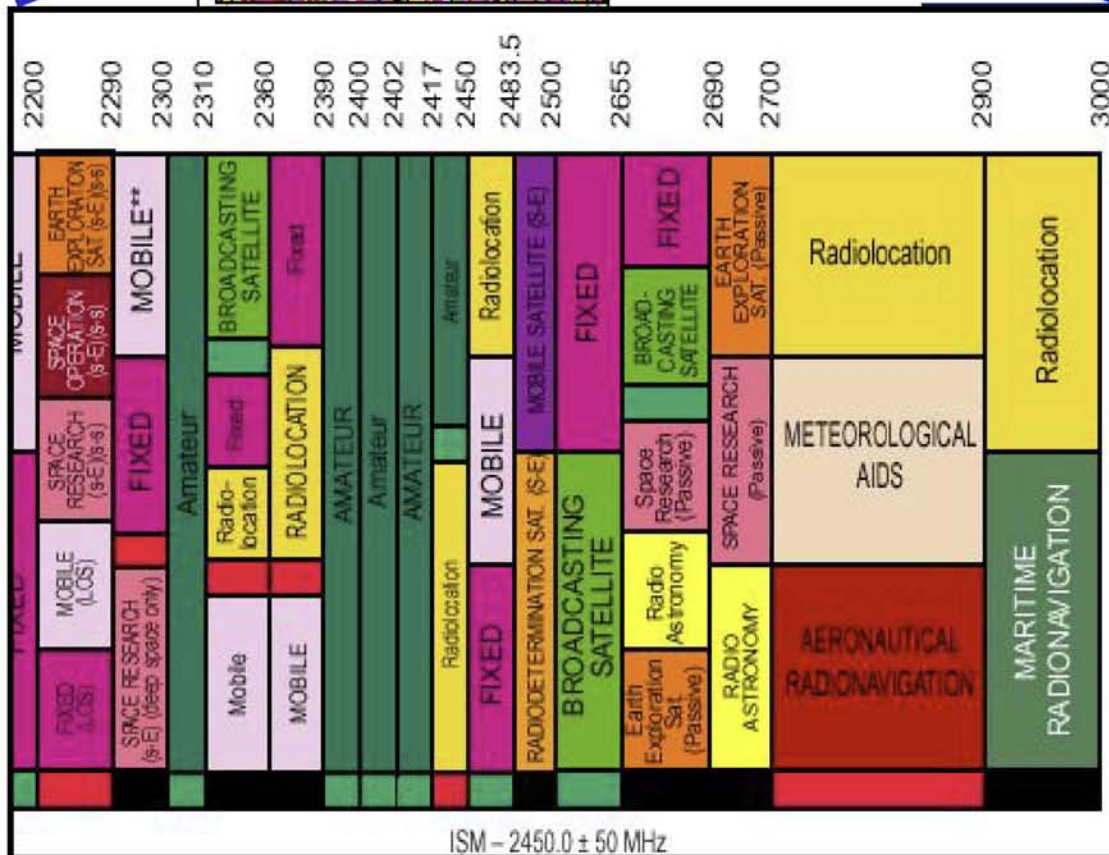 2200
2290
2300
2310
2360
2390
2400
2402
2417
2450
2483.5
2500
2655
2690
2700
2900
3000
MOBILE
FIXED
EARTH
EXPLORATION
SAT (s-E)(s-s)
SPACE
OPERATION
(s-E)(s-s)
SPACE
RESEARCH
(s-E)(s-s)
MOBILE
(LOS)
FIXED
(LOS)
MOBILE**
FIXED
SPACE RESEARCH
(s-E) (deep space only)
Amateur
BROADCASTING
SATELLITE
Fixed
Radio-
location
Mobile
Fixed
RADIOLOCATION
MOBILE
AMATEUR
Amateur
AMATEUR
Amateur
Radiolocation
Radiolocation
MOBILE
FIXED
MOBILE SATELLITE (S-E)
RADIODETERMINATION SAT. (S-E)
FIXED
BROADCASTING
SATELLITE
FIXED
BROAD-
CASTING
SATELLITE
Space
Research
(Passive)
Radio
Astronomy
Earth
Exploration
Sat.
(Passive)
EARTH
EXPLORATION
SAT. (Passive)
SPACE RESEARCH
(Passive)
RADIO
ASTRONOMY
Radiolocation
METEOROLOGICAL
AIDS
AERONAUTICAL
RADIONAVIGATION
Radiolocation
MARITIME
RADIONAVIGATION
ISM – 2450.0 ± 50 MHz